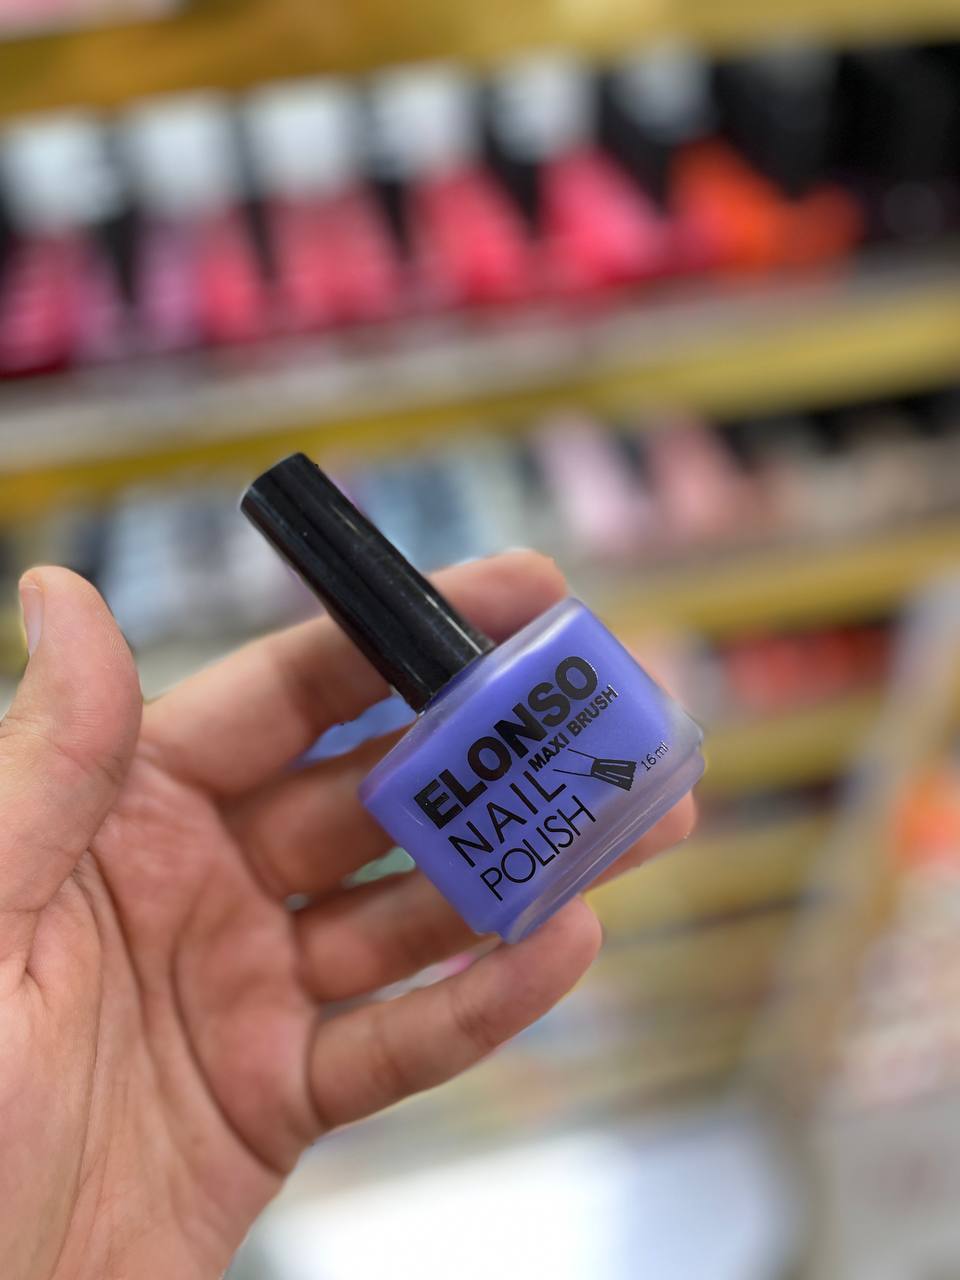 ELONSO
MAXI BRUSH
NAIL
POLISH
16 ml